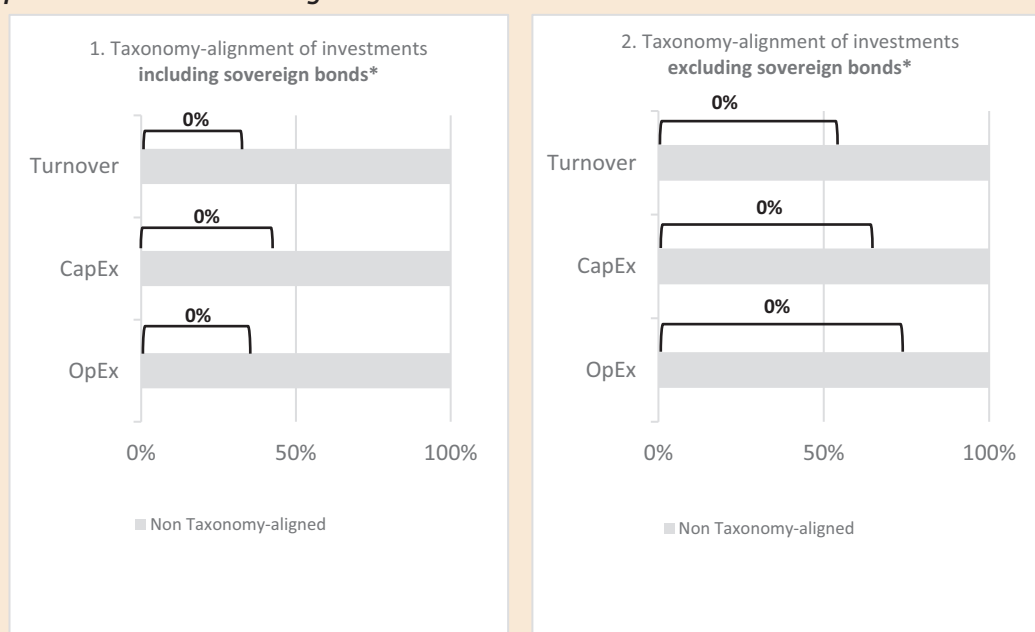 1. Taxonomy-alignment of investments
including sovereign bonds*
0%
Turnover
0%
CapEx
0%
OpEx
0% 50% 100%
Non Taxonomy-aligned
2. Taxonomy-alignment of investments
excluding sovereign bonds*
0%
Turnover
0%
CapEx
0%
OpEx
0% 50% 100%
Non Taxonomy-aligned